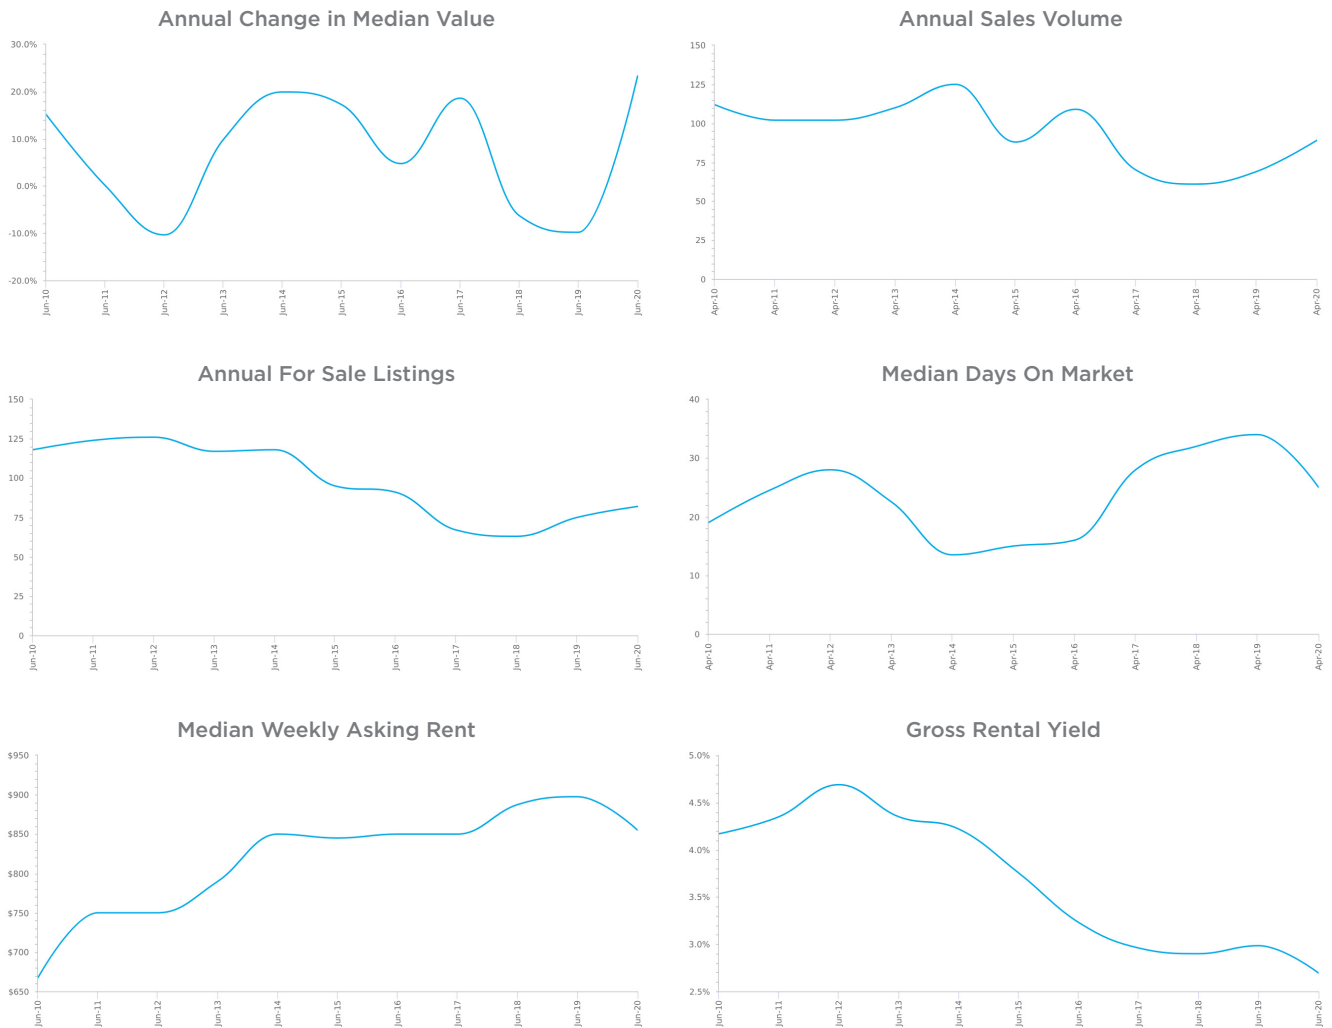 Annual Change in Median Value
30.0%
20.0%
10.0%
0.0%
-10.0%
-20.0%
Jun-10
Jun-11
Jun-12
Jun-13
Jun-14
Jun-15
Jun-16
Jun-17
Jun-18
Jun-19
Jun-20
Annual Sales Volume
150
125
100
75
50
25
0
Apr-10
Apr-11
Apr-12
Apr-13
Apr-14
Apr-15
Apr-16
Apr-17
Apr-18
Apr-19
Apr-20
Annual For Sale Listings
150
125
100
75
50
25
0
Jun-10
Jun-11
Jun-12
Jun-13
Jun-14
Jun-15
Jun-16
Jun-17
Jun-18
Jun-19
Jun-20
Median Days On Market
40
30
20
10
0
Apr-10
Apr-11
Apr-12
Apr-13
Apr-14
Apr-15
Apr-16
Apr-17
Apr-18
Apr-19
Apr-20
Median Weekly Asking Rent
$950
$900
$850
$800
$750
$700
$650
Jun-10
Jun-11
Jun-12
Jun-13
Jun-14
Jun-15
Jun-16
Jun-17
Jun-18
Jun-19
Jun-20
Gross Rental Yield
5.0%
4.5%
4.0%
3.5%
3.0%
2.5%
Jun-10
Jun-11
Jun-12
Jun-13
Jun-14
Jun-15
Jun-16
Jun-17
Jun-18
Jun-19
Jun-20